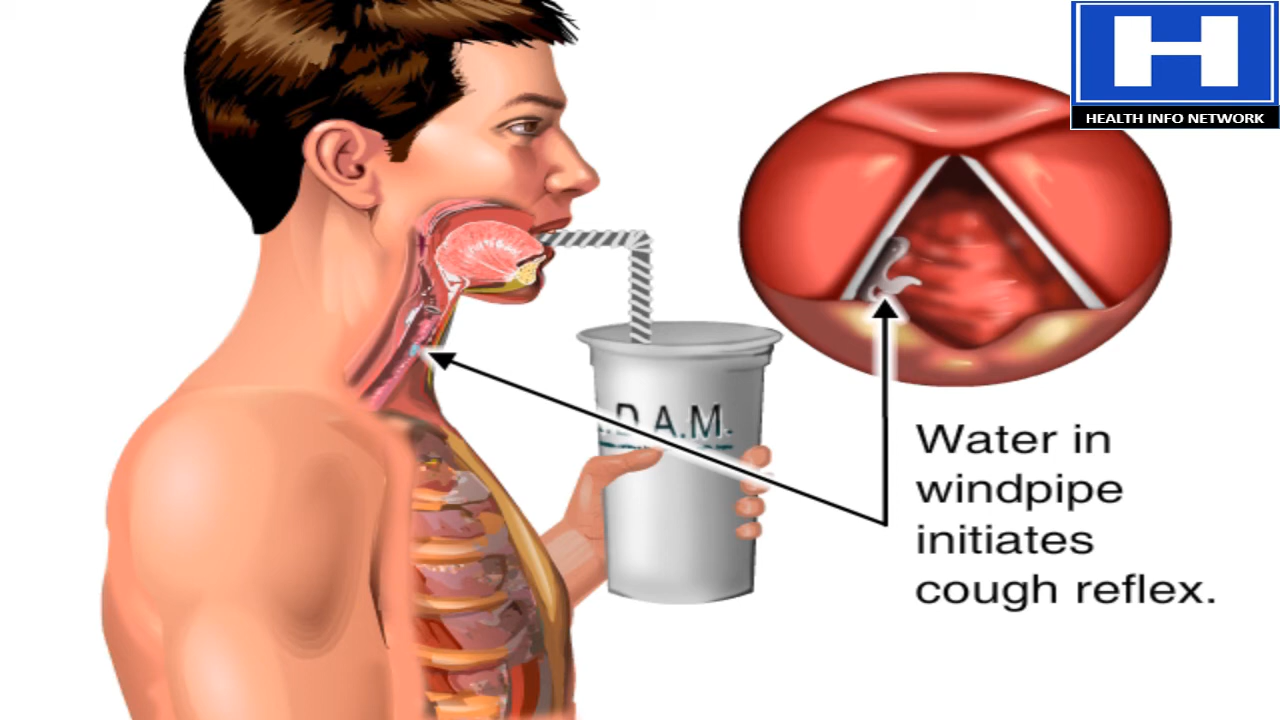 H
HEALTH INFO NETWORK
.D.A.M.
Water in
windpipe
initiates
cough reflex.